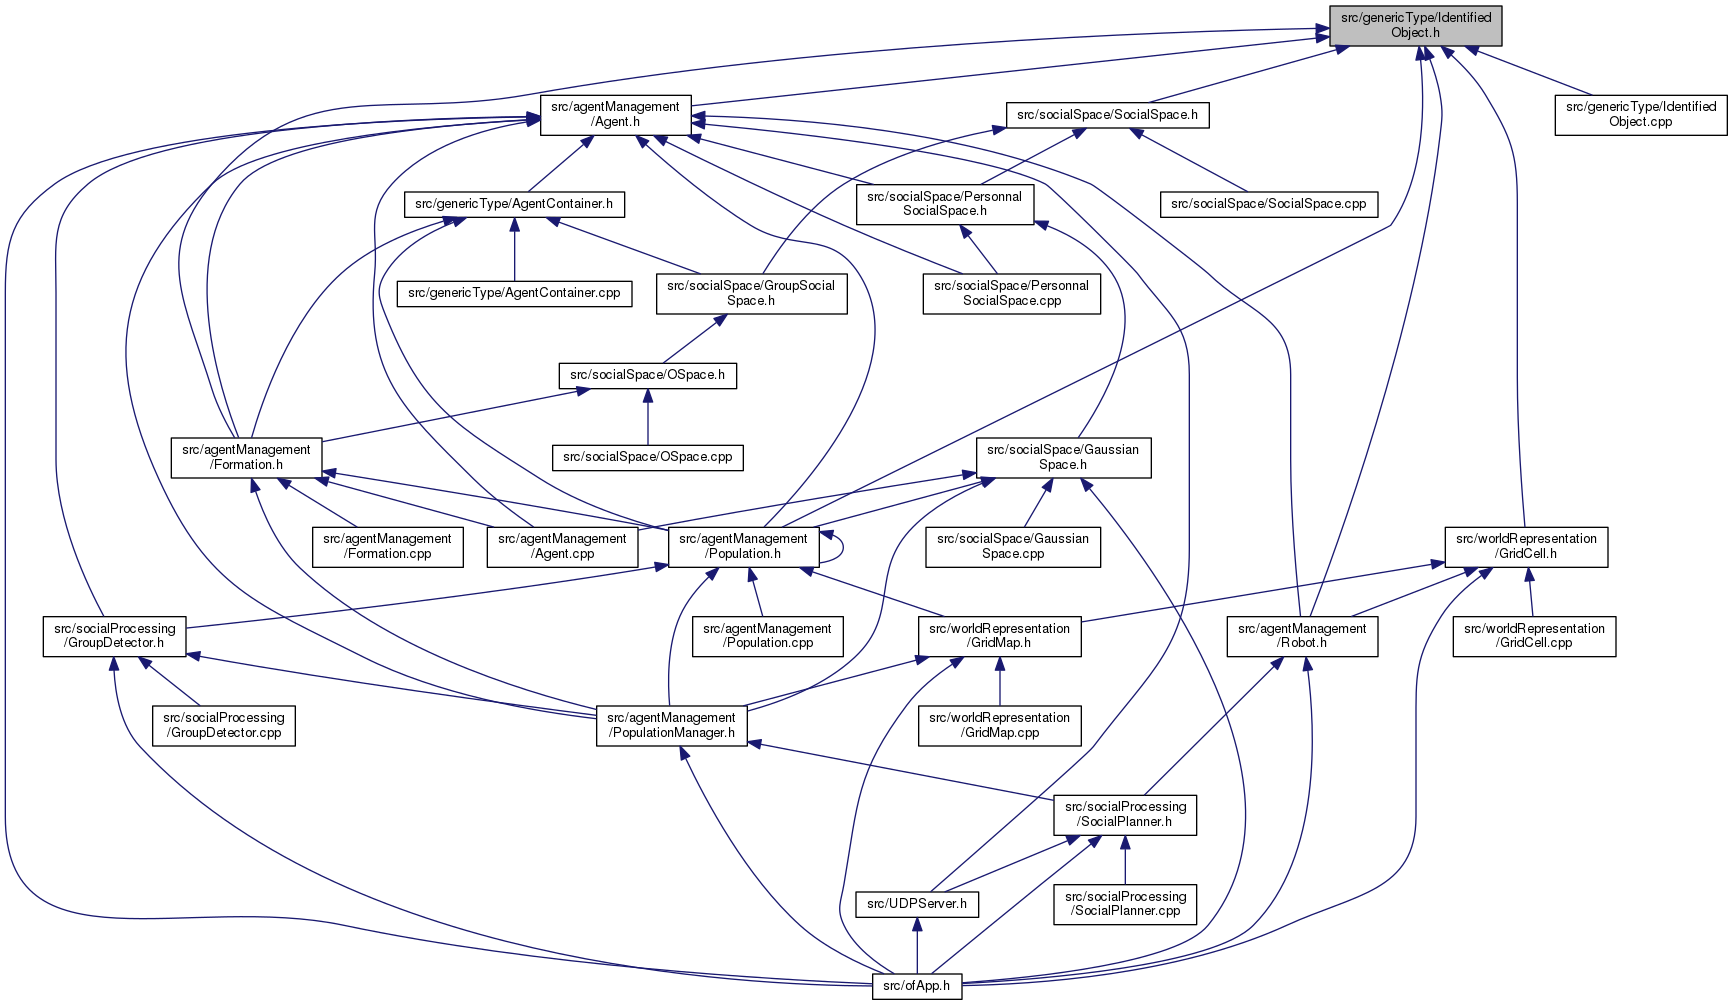 src/genericType/Identified
Object.h
src/agentManagement
/Agent.h
src/socialSpace/SocialSpace.h
src/genericType/Identified
Object.cpp
src/genericType/AgentContainer.h
src/socialSpace/Personnal
SocialSpace.h
src/socialSpace/SocialSpace.cpp
src/genericType/AgentContainer.cpp
src/socialSpace/GroupSocial
Space.h
src/socialSpace/Personnal
SocialSpace.cpp
src/socialSpace/OSpace.h
src/agentManagement
/Formation.h
src/socialSpace/OSpace.cpp
src/socialSpace/Gaussian
Space.h
src/agentManagement
/Formation.cpp
src/agentManagement
/Agent.cpp
src/agentManagement
/Population.h
src/socialSpace/Gaussian
Space.cpp
src/worldRepresentation
/GridCell.h
src/socialProcessing
/GroupDetector.h
src/agentManagement
/Population.cpp
src/worldRepresentation
/GridMap.h
src/agentManagement
/Robot.h
src/worldRepresentation
/GridCell.cpp
src/socialProcessing
/GroupDetector.cpp
src/agentManagement
/PopulationManager.h
src/worldRepresentation
/GridMap.cpp
src/socialProcessing
/SocialPlanner.h
src/UDPServer.h
src/socialProcessing
/SocialPlanner.cpp
src/ofApp.h